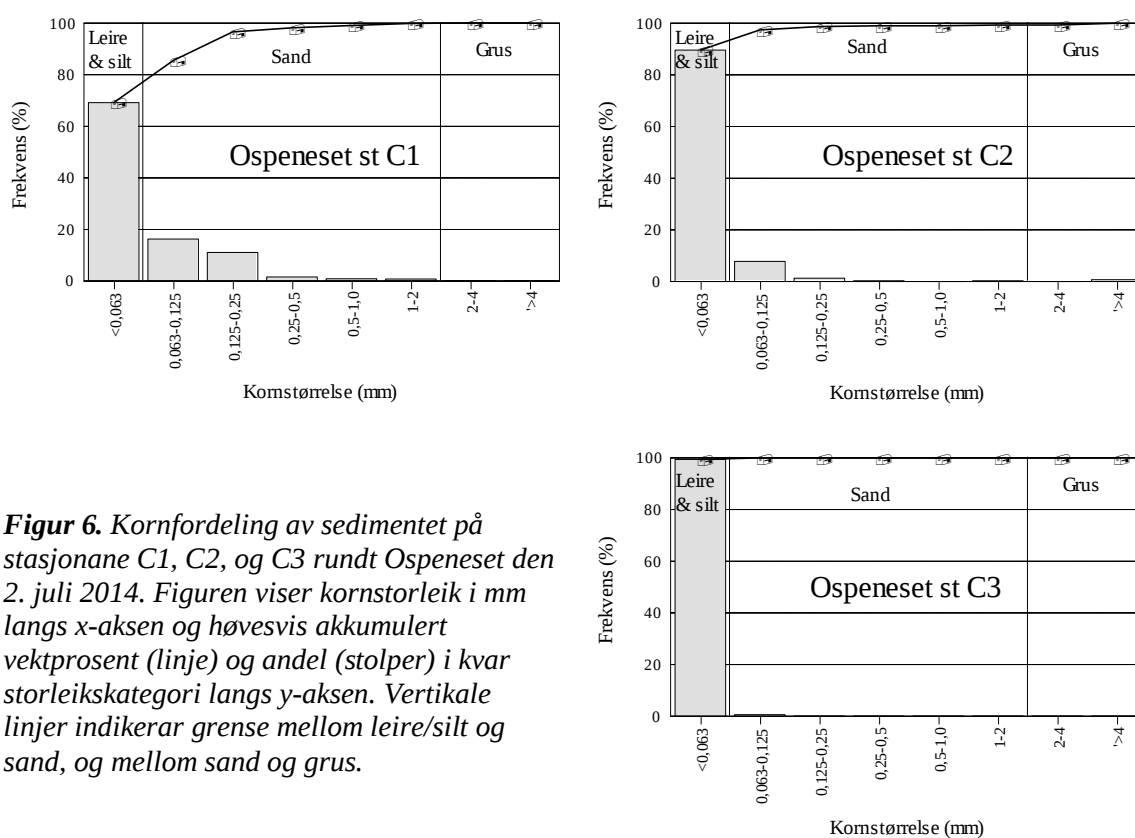 100
80
60
40
20
0
Frekvens (%)
Leire
& silt
Sand
Grus
Ospeneset st C1
<0,063
0,063-0,125
0,125-0,25
0,25-0,5
0,5-1,0
1-2
2-4
'>4
Kornstørrelse (mm)
100
80
60
40
20
0
Frekvens (%)
Leire
& silt
Sand
Grus
Ospeneset st C2
<0,063
0,063-0,125
0,125-0,25
0,25-0,5
0,5-1,0
1-2
2-4
'>4
Kornstørrelse (mm)
Figur 6. Kornfordeling av sedimentet på
stasjonane C1, C2, og C3 rundt Ospeneset den
2. juli 2014. Figuren viser kornstorleik i mm
langs x-aksen og høvesvis akkumulert
vektprosent (linje) og andel (stolper) i kvar
storleikskategori langs y-aksen. Vertikale
linjer indikerar grense mellom leire/silt og
sand, og mellom sand og grus.
100
80
60
40
20
0
Frekvens (%)
Leire
& silt
Sand
Grus
Ospeneset st C3
<0,063
0,063-0,125
0,125-0,25
0,25-0,5
0,5-1,0
1-2
2-4
'>4
Kornstørrelse (mm)